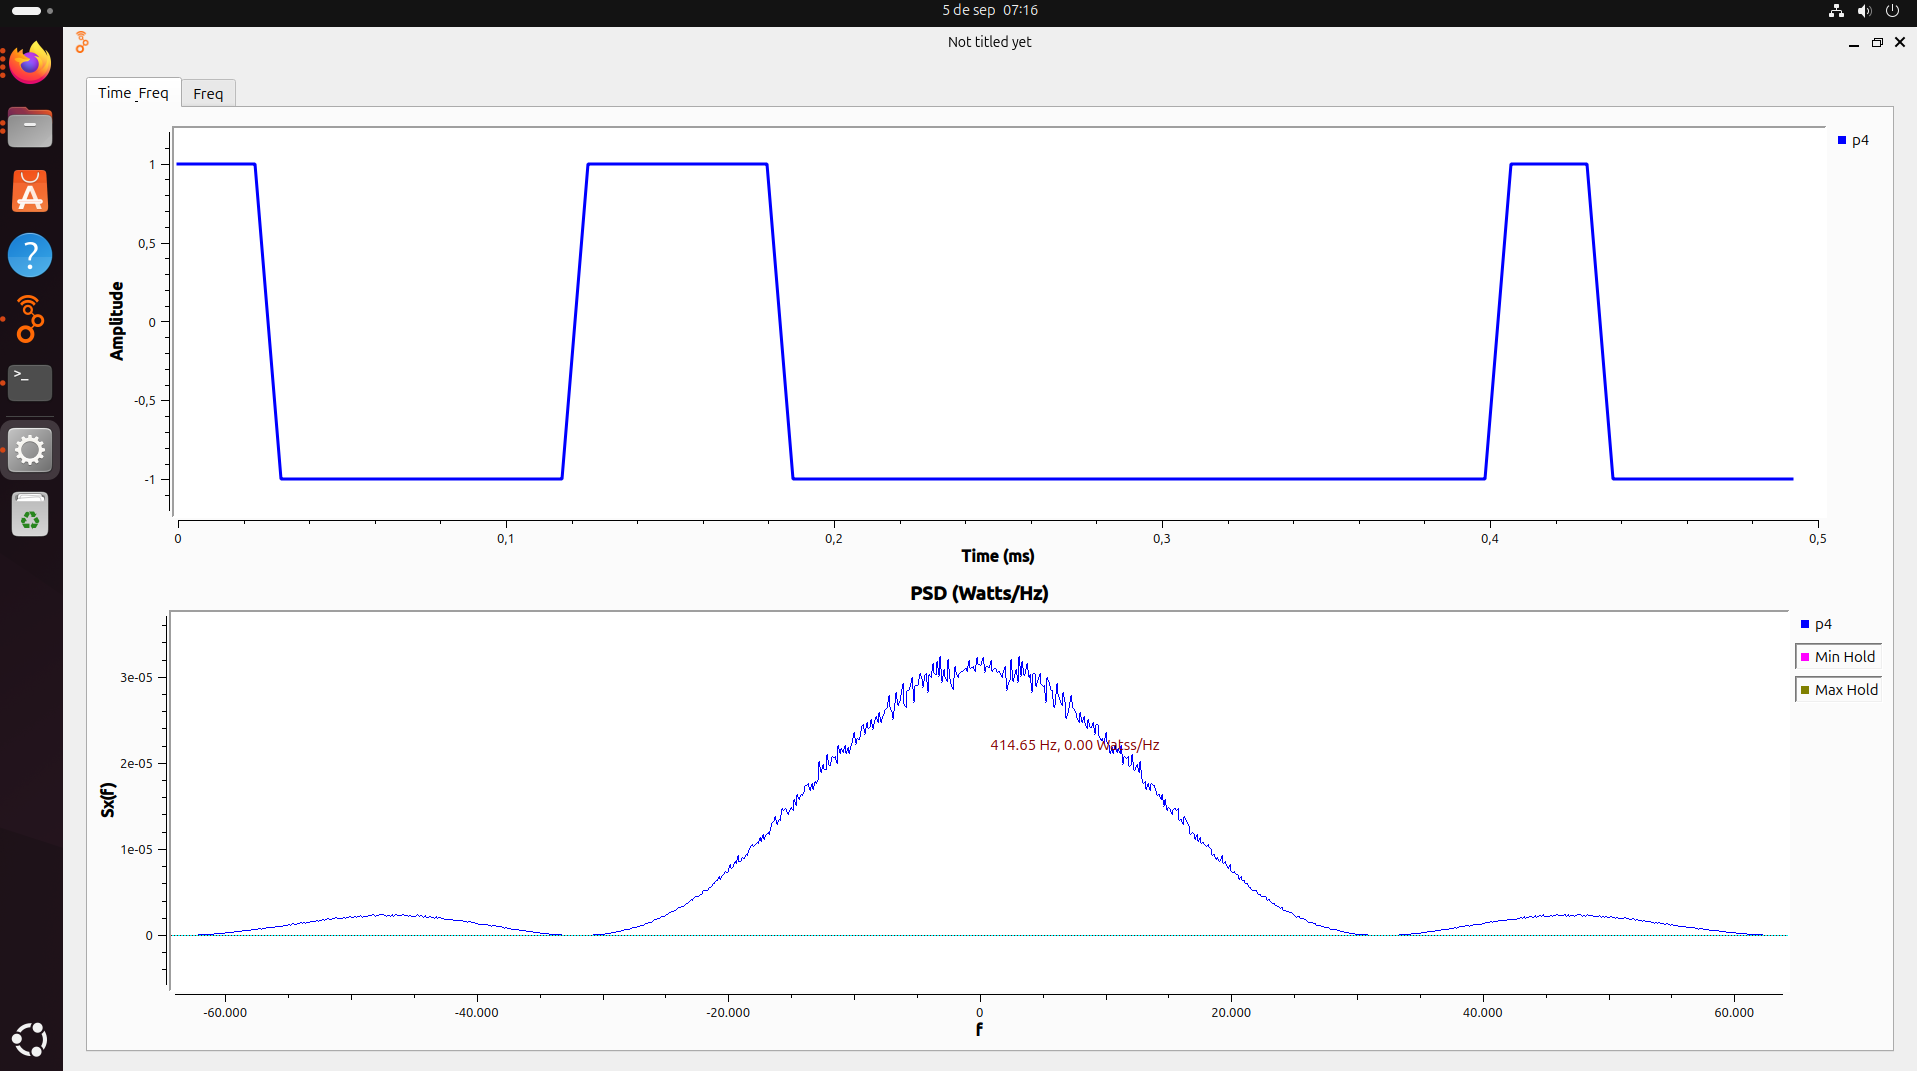 5 de sep 07:16
Not titled yet
Time_Freq
Freq
1
0,5
0
-0,5
-1
Amplitude
p4
0
0,1
0,2
0,3
0,4
0,5
Time (ms)
PSD (Watts/Hz)
3e-05
2e-05
1e-05
0
Sx(f)
414.65 Hz, 0.00 Watss/Hz
p4
Min Hold
Max Hold
-60.000
-40.000
-20.000
0
20.000
40.000
60.000
f